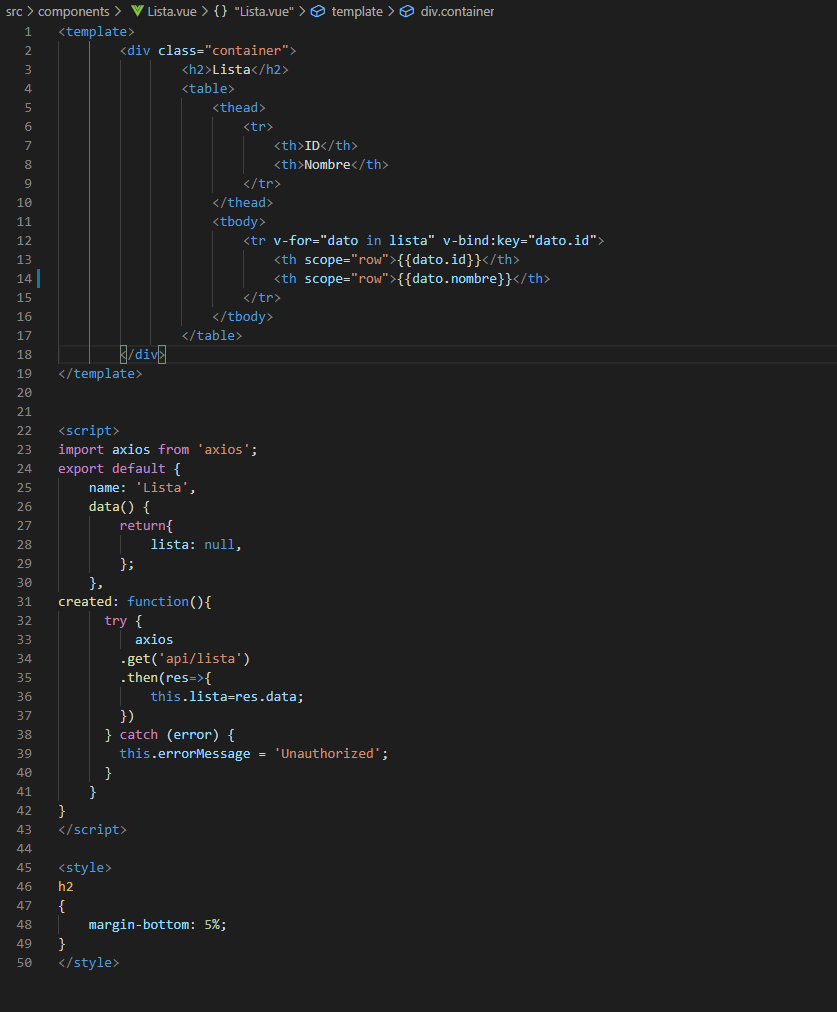 src > components > Lista.vue > {} "Lista.vue" > template > div.container
1 <template>
2 <div class="container">
3 <h2>Lista</h2>
4 <table>
5 <thead>
6 <tr>
7 <th>ID</th>
8 <th>Nombre</th>
9 </tr>
10 </thead>
11 <tbody>
12 <tr v-for="dato in lista" v-bind:key="dato.id">
13 <th scope="row">{{dato.id}}</th>
14 <th scope="row">{{dato.nombre}}</th>
15 </tr>
16 </tbody>
17 </table>
18 </div>
19 </template>
20
21
22 <script>
23 import axios from 'axios';
24 export default {
25 name: 'Lista',
26 data() {
27 return{
28 lista: null,
29 };
30 },
31 created: function(){
32 try {
33 axios
34 .get('api/lista')
35 .then(res=>{
36 this.lista=res.data;
37 })
38 } catch (error) {
39 this.errorMessage = 'Unauthorized';
40 }
41 }
42 }
43 </script>
44
45 <style>
46 h2
47 {
48 margin-bottom: 5%;
49 }
50 </style>